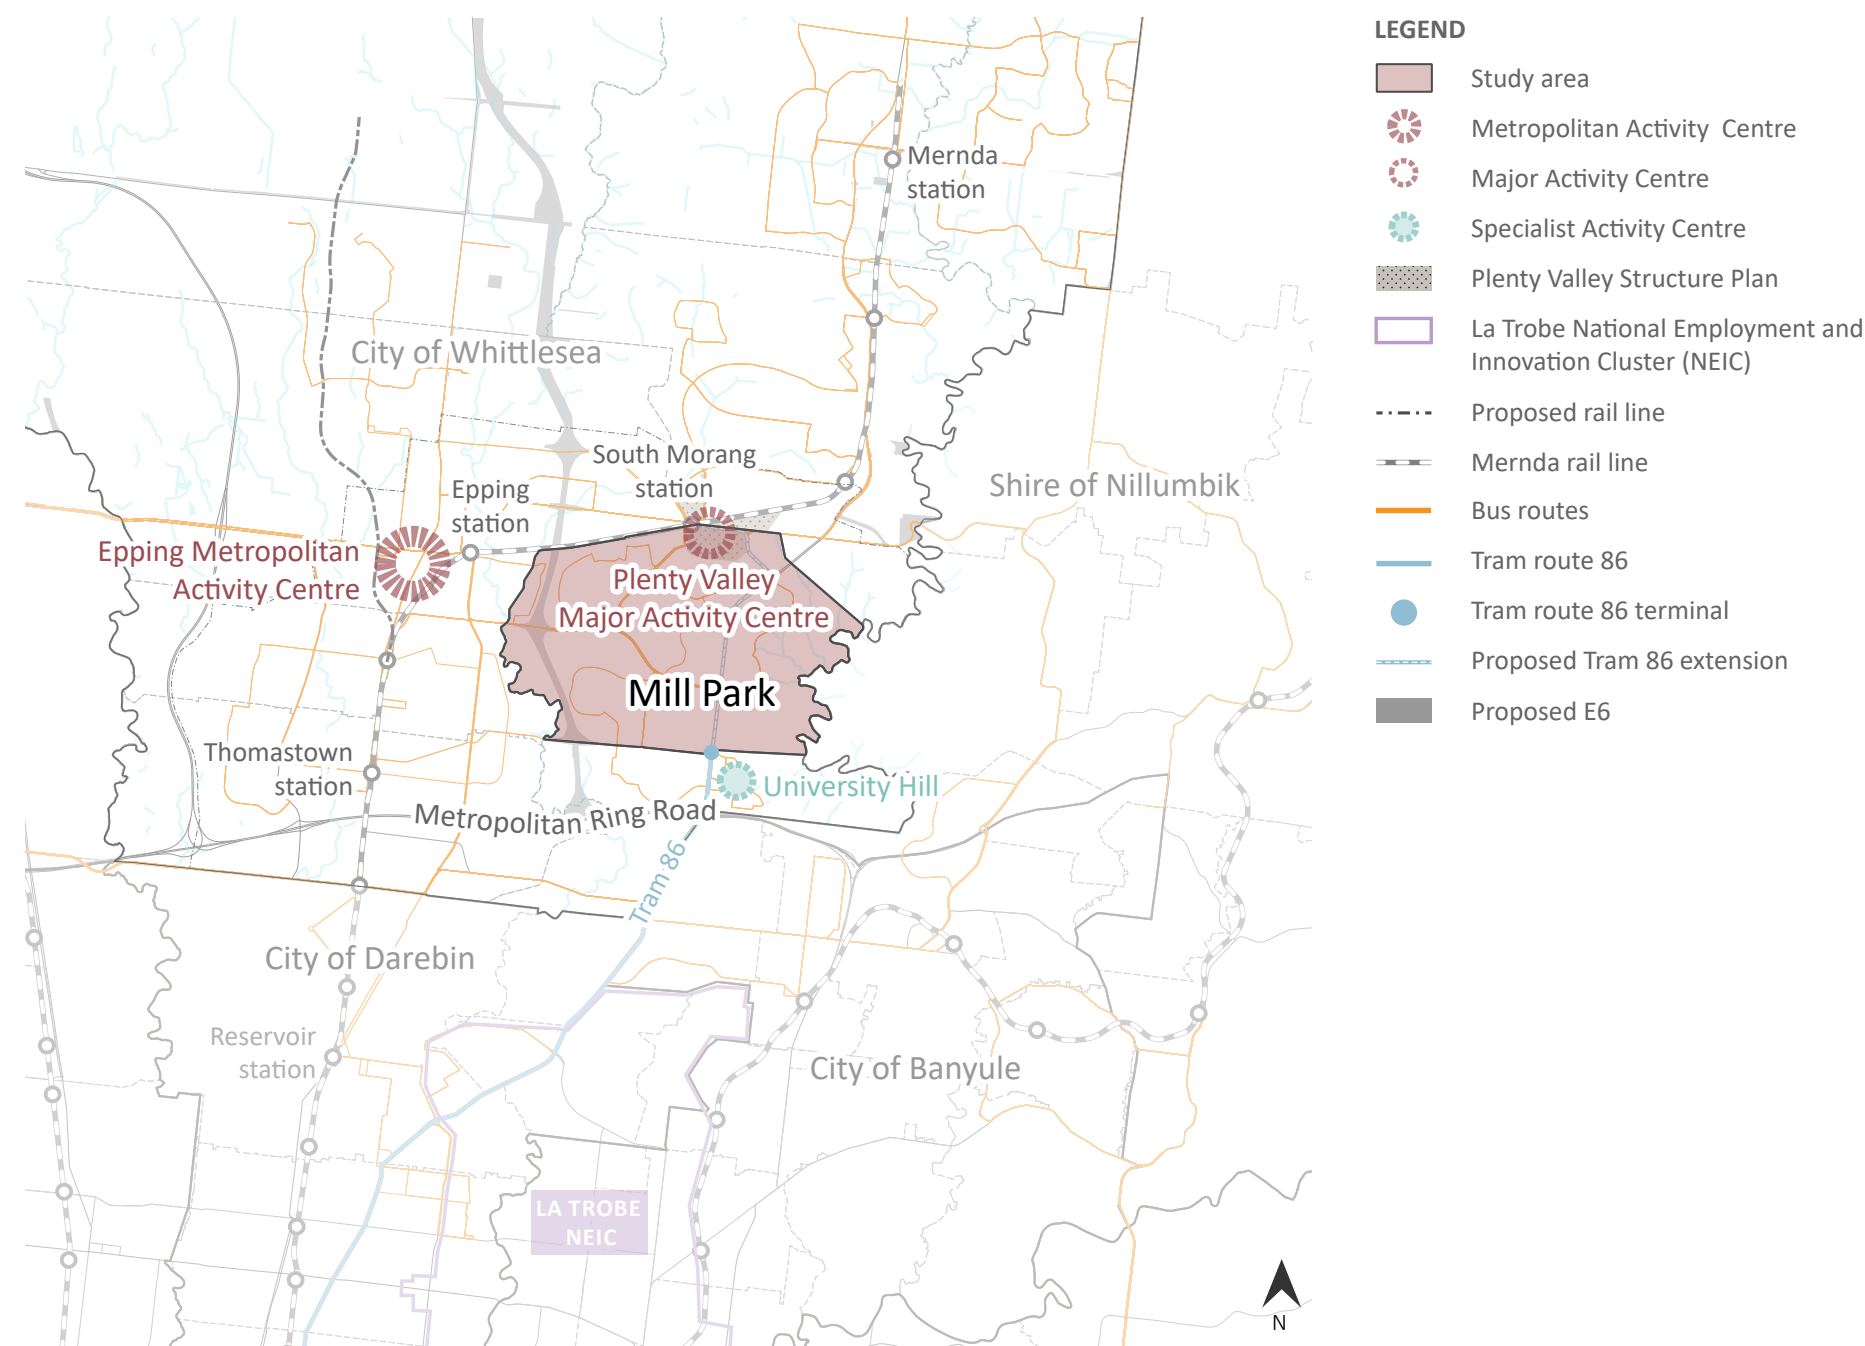 LEGEND
Study area
Metropolitan Activity Centre
Major Activity Centre
Specialist Activity Centre
Plenty Valley Structure Plan
La Trobe National Employment and
Innovation Cluster (NEIC)
Proposed rail line
Mernda rail line
Bus routes
Tram route 86
Tram route 86 terminal
Proposed Tram 86 extension
Proposed E6
Mernda
station
City of Whittlesea
South Morang
station
Epping
station
Shire of Nillumbik
Epping Metropolitan
Activity Centre
Plenty Valley
Major Activity Centre
Mill Park
Thomastown
station
University Hill
Metropolitan Ring Road
Tram 86
City of Darebin
Reservoir
station
City of Banyule
LA TROBE
NEIC
N